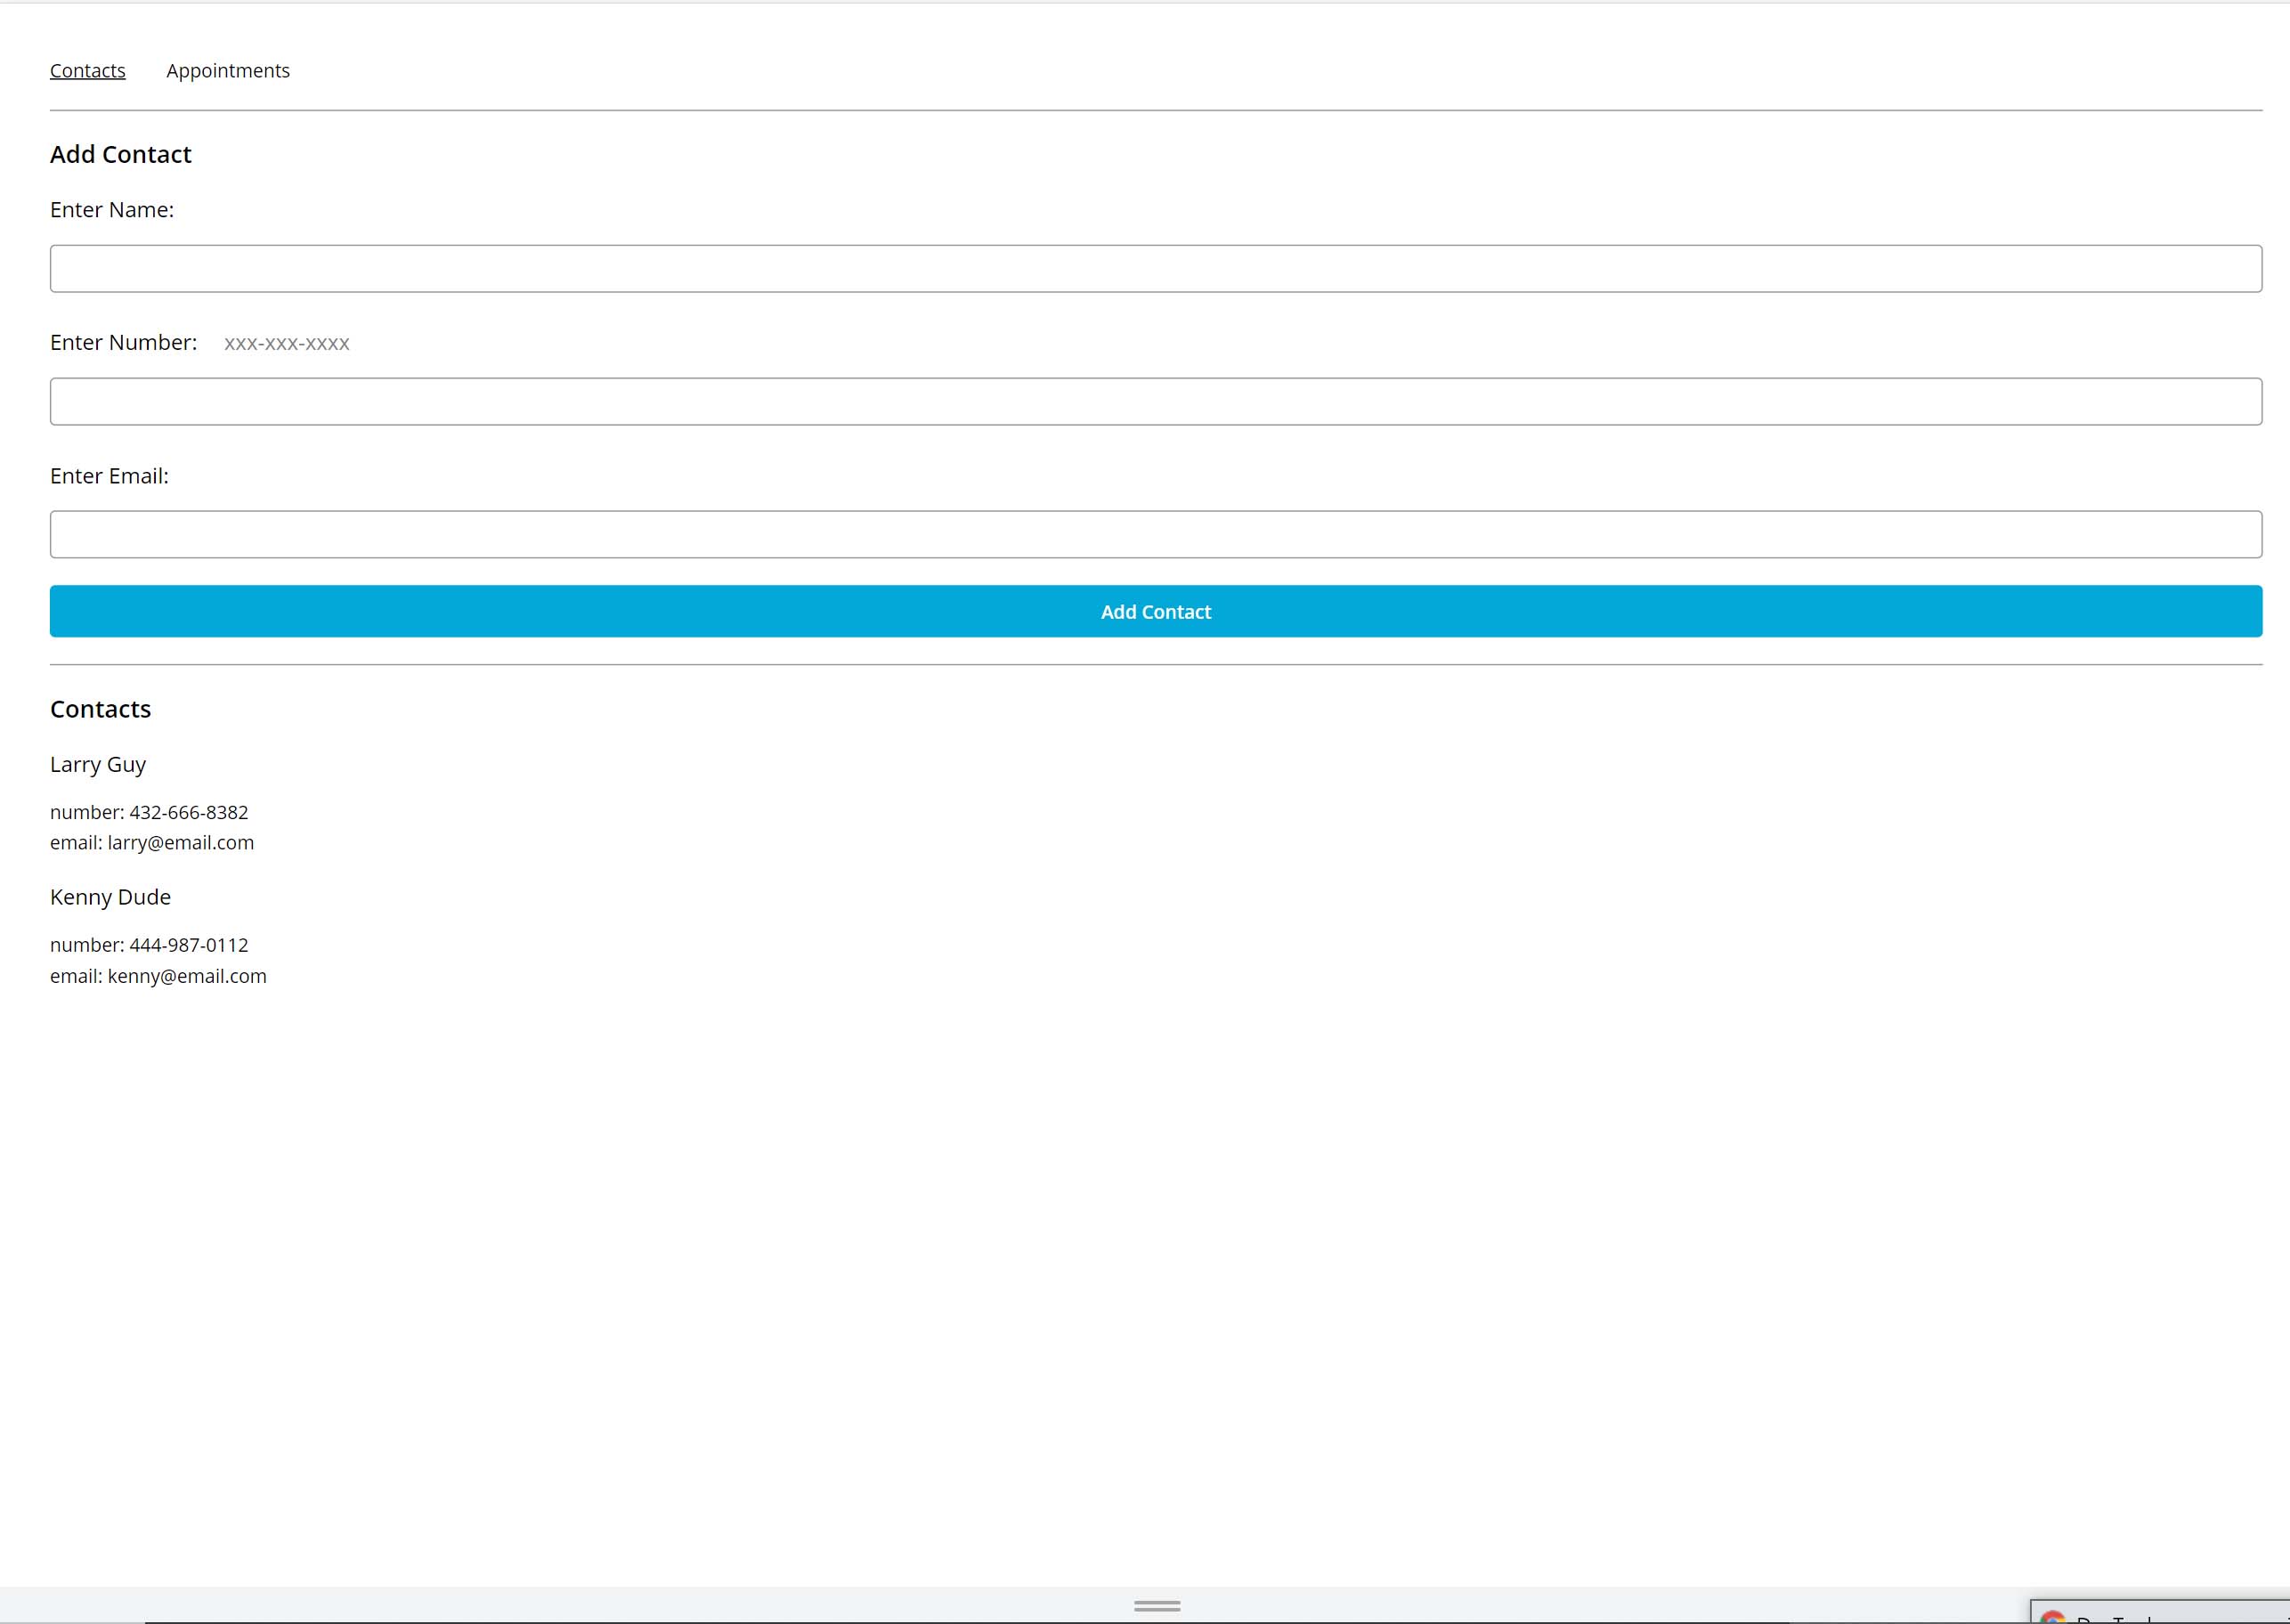 Contacts Appointments
Add Contact
Enter Name:
Enter Number: xxx-xxx-xxxx
Enter Email:
Add Contact
Contacts
Larry Guy
number: 432-666-8382
email: larry@email.com
Kenny Dude
number: 444-987-0112
email: kenny@email.com